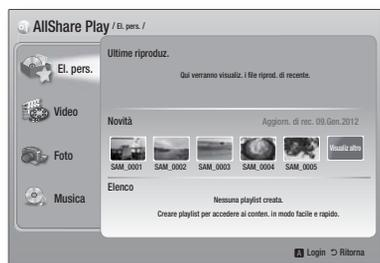 AllShare Play / El. pers. /
El. pers.
Video
Foto
Musica
Ultime riproduz.
Qui verranno visualiz. i file riprod. di recente.
Novità
Aggiorn. di rec. 09.Gen.2012
SAM_0001 SAM_0002 SAM_0003 SAM_0004 SAM_0005 Visualiz altro
Elenco
Nessuna playlist creata.
Creare playlist per accedere ai conten. in modo facile e rapido.
A Login Ritorna